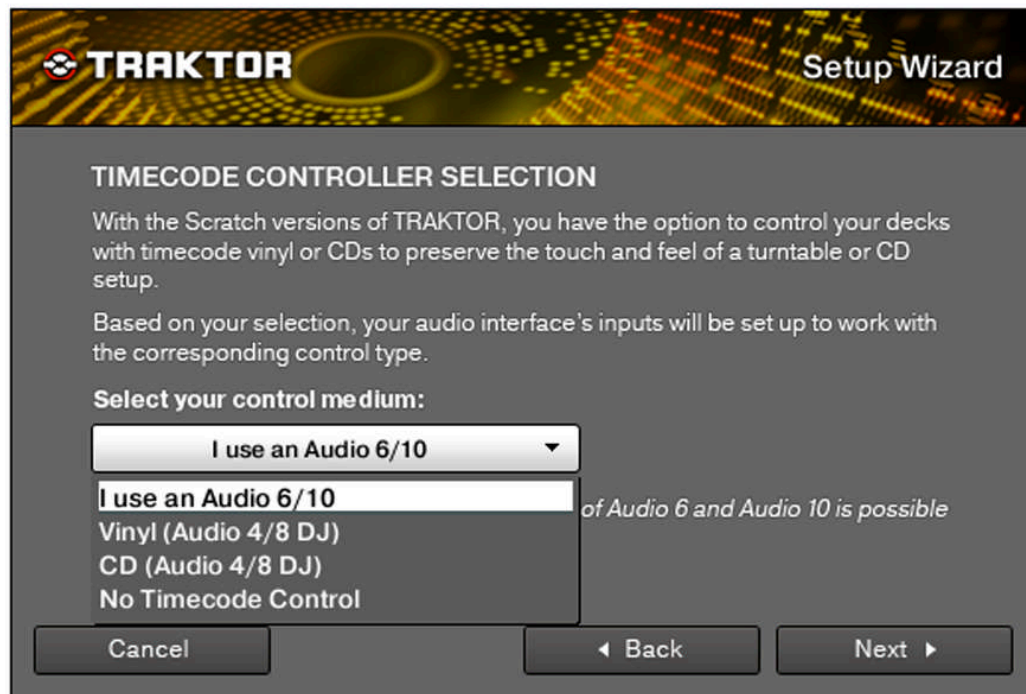 TRAKTOR
Setup Wizard
TIMECODE CONTROLLER SELECTION
With the Scratch versions of TRAKTOR, you have the option to control your decks
with timecode vinyl or CDs to preserve the touch and feel of a turntable or CD
setup.
Based on your selection, your audio interface's inputs will be set up to work with
the corresponding control type.
Select your control medium:
I use an Audio 6/10
I use an Audio 6/10
of Audio 6 and Audio 10 is possible
Vinyl (Audio 4/8 DJ)
CD (Audio 4/8 DJ)
No Timecode Control
Cancel
Back
Next